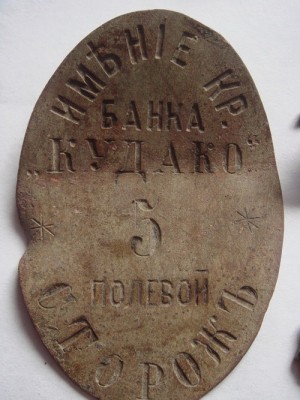 ИМѢНІЕ КР.
БАНКА
„КУДАКО"
5
ПОЛЕВОЙ
СТОРОЖЪ